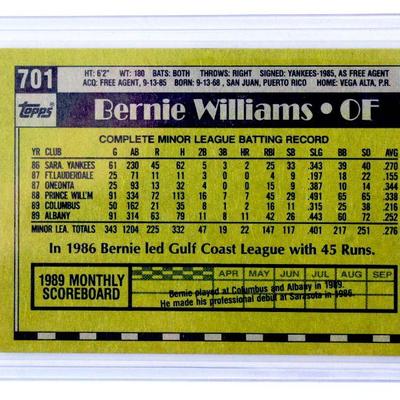 701 HT: 6'2" WT: 180 BATS: BOTH THROWS: RIGHT SIGNED: YANKEES-1985, AS FREE AGENT
ACQ: FREE AGENT, 9-13-85 BORN: 9-13-68, SAN JUAN, PUERTO RICO HOME: VEGA ALTA, P.R.
TOPPS Bernie Williams • OF
COMPLETE MINOR LEAGUE BATTING RECORD
YR CLUB G AB R H 2B 3B HR RBI SB SLG BB SO AVG
86 SARA. YANKEES 61 230 45 62 5 3 2 25 33 .343 39 40 .270
87 FT.LAUDERDALE 25 71 11 11 3 0 0 4 9 .197 18 22 .155
87 ONEONTA 25 93 13 32 4 0 0 15 9 .387 10 14 .344
88 PRINCE WILL'M 92 337 72 113 16 7 7 45 29 .487 65 65 .335
89 COLUMBUS 50 162 21 35 8 1 2 16 11 .315 25 38 .216
89 ALBANY 91 314 63 79 11 8 11 42 26 .443 60 72 .252
MINOR LEA. TOTALS 343 1204 225 332 47 19 22 147 117 .401 217 251 .276
In 1986 Bernie led Gulf Coast League with 45 Runs.
1989 MONTHLY SCOREBOARD APR MAY JUN JUL AUG SEP
Bernie played at Columbus and Albany in 1989.
He made his professional debut at Sarasota in 1986.